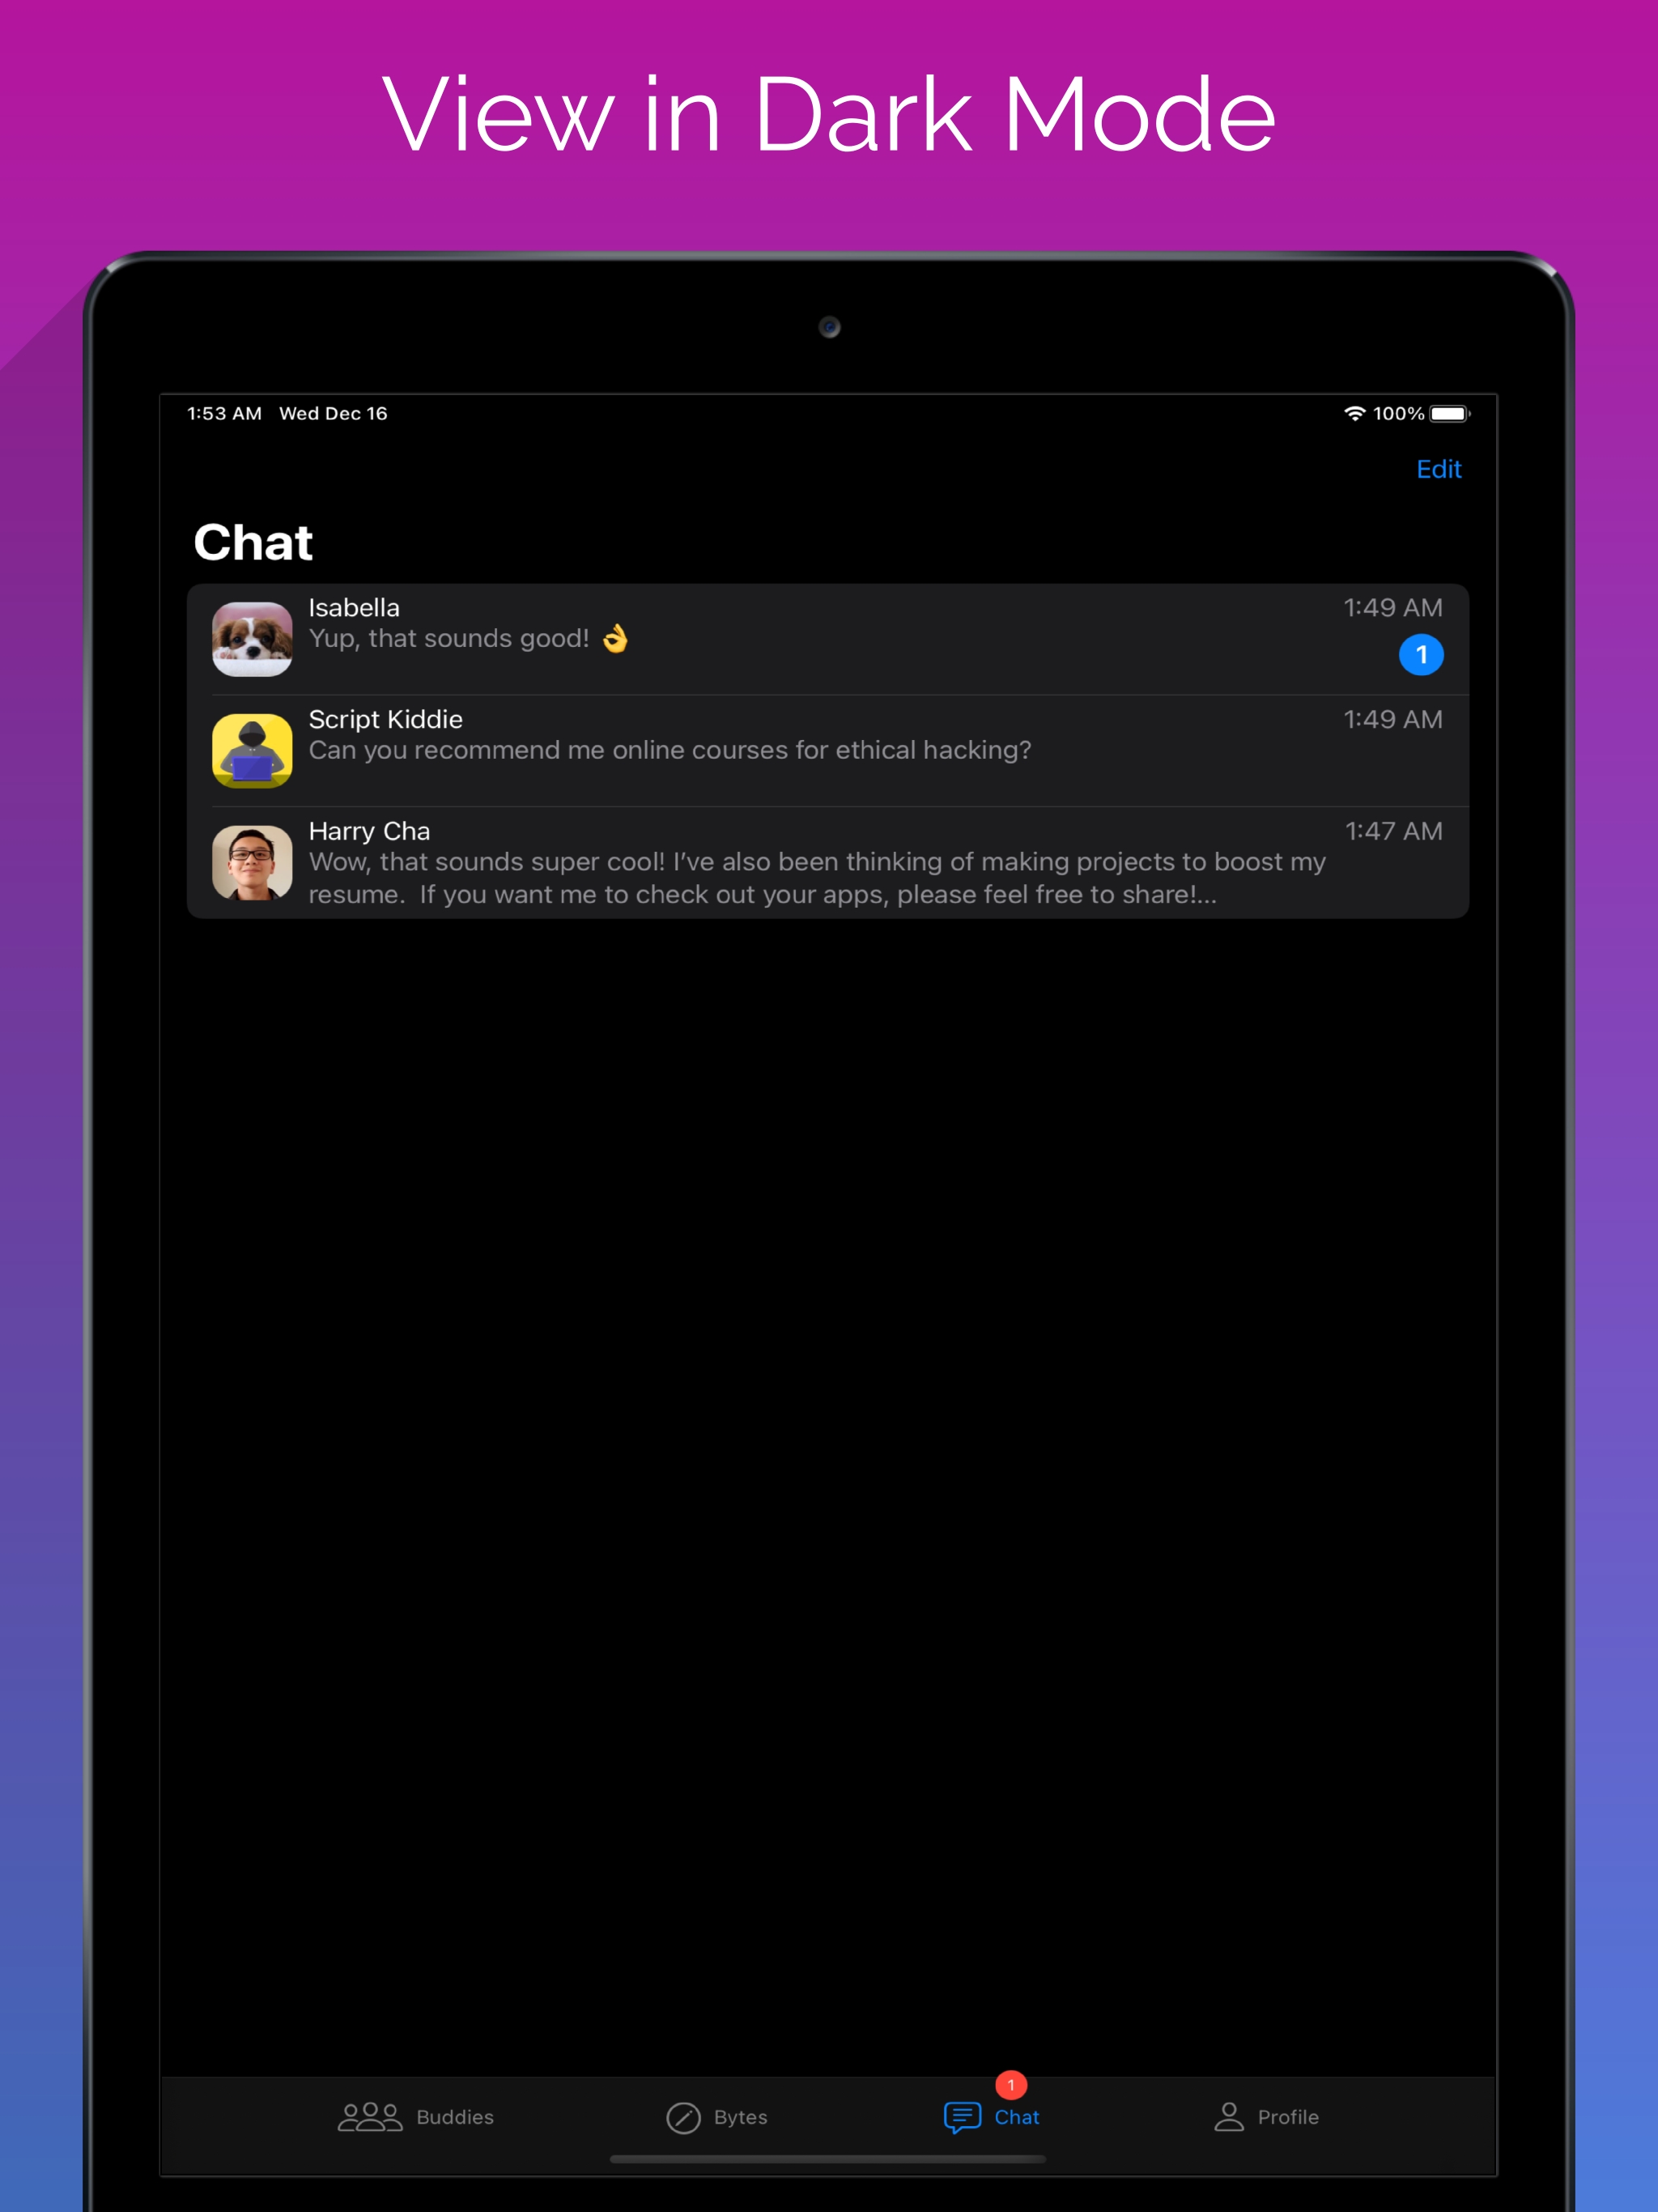 View in Dark Mode
1:53 AM Wed Dec 16
100%
Edit
Chat
Isabella
1:49 AM
Yup, that sounds good! 👌
1
Script Kiddie
1:49 AM
Can you recommend me online courses for ethical hacking?
Harry Cha
1:47 AM
Wow, that sounds super cool! I’ve also been thinking of making projects to boost my
resume.  If you want me to check out your apps, please feel free to share!...
1
Buddies
Bytes
Chat
Profile